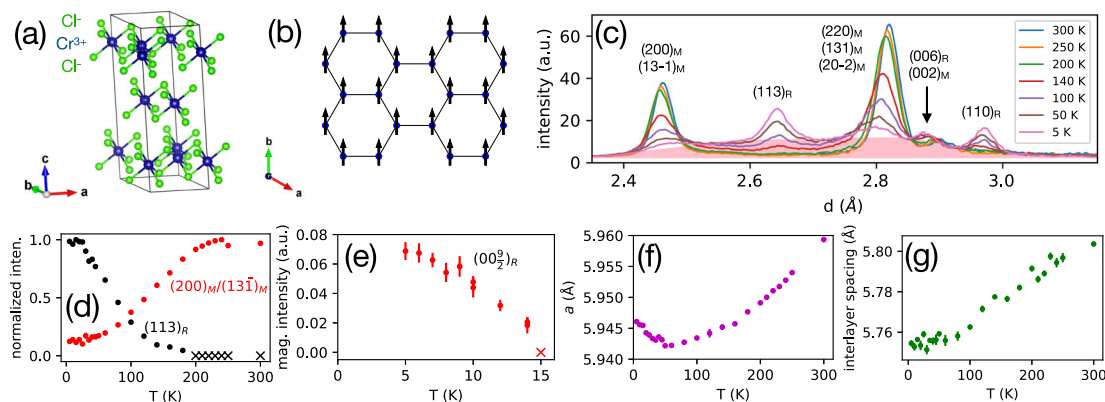 (a)
Cl⁻
Cr³⁺
Cl⁻
c
b
a
(b)
b
a
(c)
intensity (a.u.)
60
40
20
0
(200)M
(13-1)M
(113)R
(220)M
(131)M
(20-2)M
(006)R
(002)M
(110)R
300 K
250 K
200 K
140 K
100 K
50 K
5 K
2.4
2.6
2.8
3.0
d (Å)
(d)
normalized inten.
1.0
0.5
0.0
(200)M/(131̄)M
(113)R
0
100
200
300
T (K)
(e)
mag. intensity (a.u.)
0.08
0.06
0.04
0.02
0.00
(00 9/2)R
0
5
10
15
T (K)
(f)
a (Å)
5.960
5.955
5.950
5.945
5.940
0
100
200
300
T (K)
(g)
interlayer spacing (Å)
5.80
5.78
5.76
0
100
200
300
T (K)